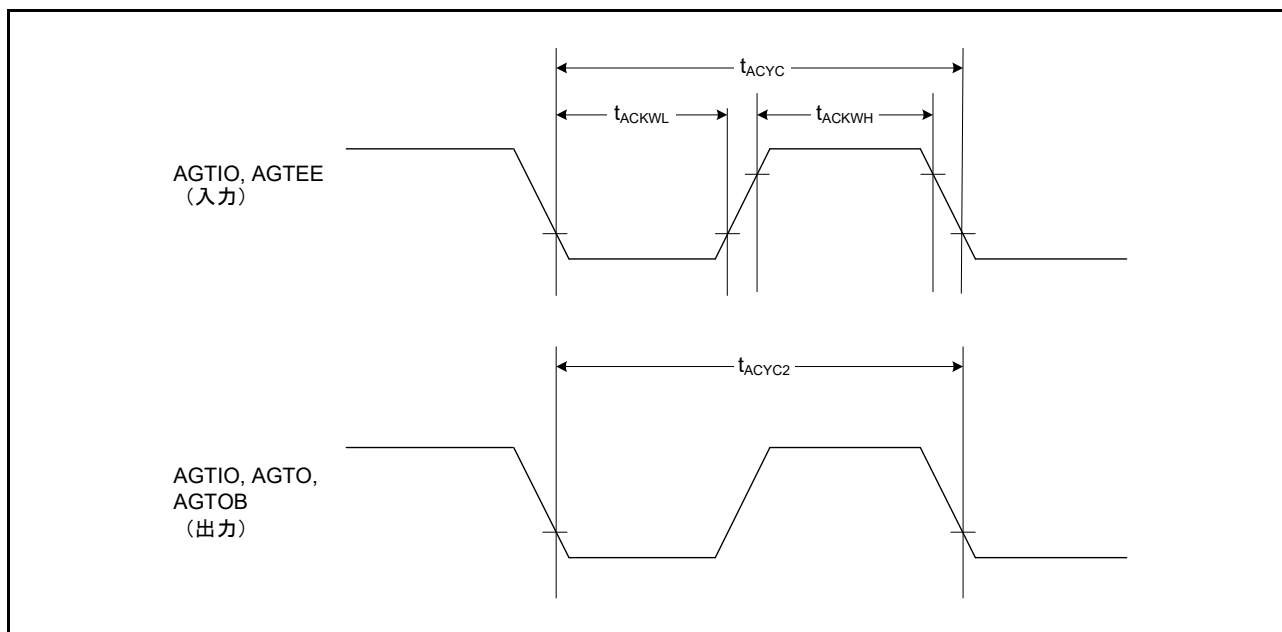 tACYC
tACKWL
tACKWH
AGTIO, AGTEE
（入力）
tACYC2
AGTIO, AGTO,
AGTOB
（出力）